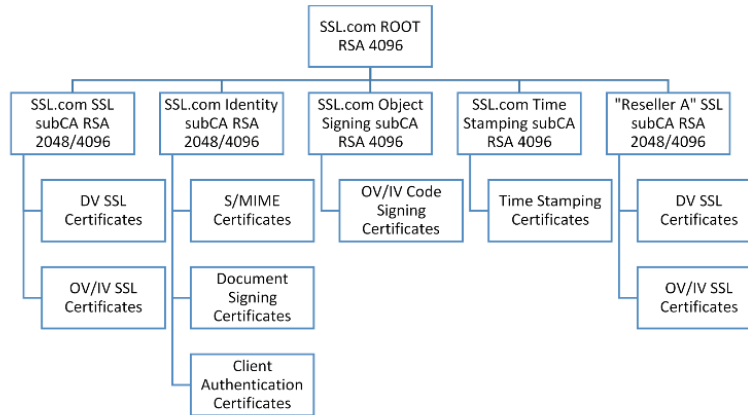 SSL.com ROOT
RSA 4096
SSL.com SSL
subCA RSA
2048/4096
SSL.com Identity
subCA RSA
2048/4096
SSL.com Object
Signing subCA
RSA 4096
SSL.com Time
Stamping subCA
RSA 4096
"Reseller A" SSL
subCA RSA
2048/4096
DV SSL
Certificates
S/MIME
Certificates
OV/IV Code
Signing
Certificates
Time Stamping
Certificates
DV SSL
Certificates
OV/IV SSL
Certificates
Document
Signing
Certificates
OV/IV SSL
Certificates
Client
Authentication
Certificates